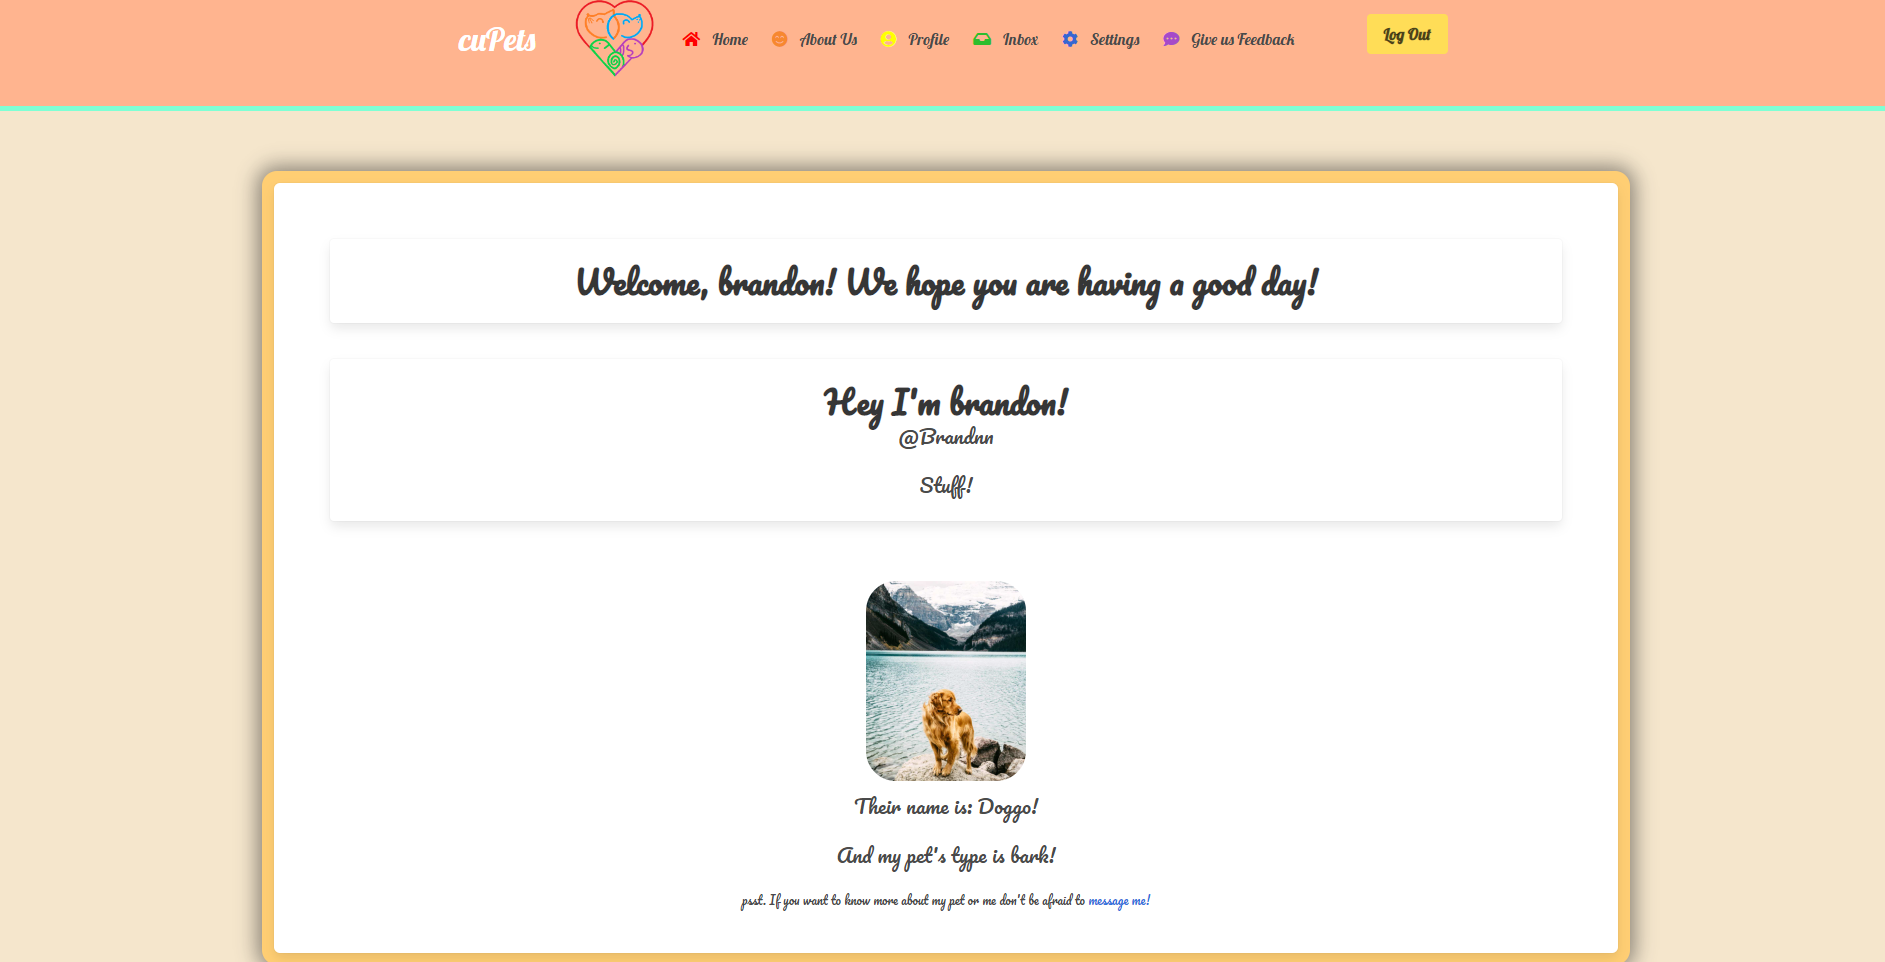 cuPets Home About Us Profile Inbox Settings Give us Feedback Log Out
Welcome, brandon! We hope you are having a good day!
Hey I'm brandon!
@Brandnn
Stuff!
Their name is: Doggo!
And my pet's type is bark!
psst. If you want to know more about my pet or me don't be afraid to message me!